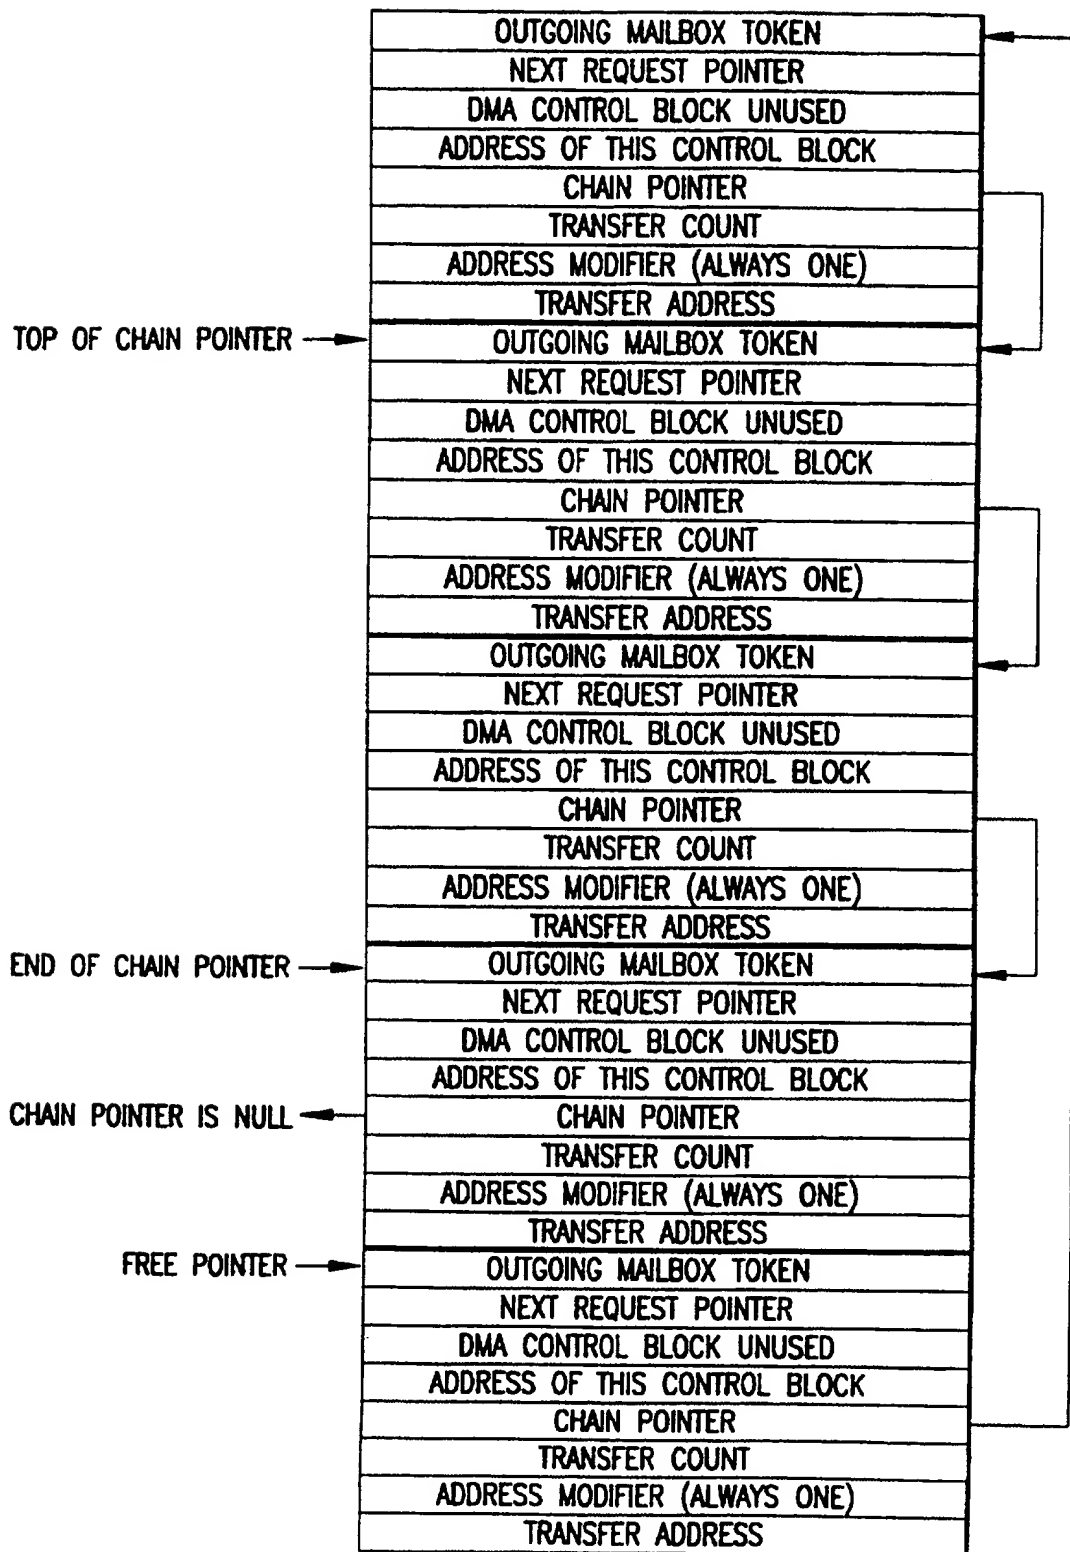 OUTGOING MAILBOX TOKEN
NEXT REQUEST POINTER
DMA CONTROL BLOCK UNUSED
ADDRESS OF THIS CONTROL BLOCK
CHAIN POINTER
TRANSFER COUNT
ADDRESS MODIFIER (ALWAYS ONE)
TRANSFER ADDRESS
TOP OF CHAIN POINTER
OUTGOING MAILBOX TOKEN
NEXT REQUEST POINTER
DMA CONTROL BLOCK UNUSED
ADDRESS OF THIS CONTROL BLOCK
CHAIN POINTER
TRANSFER COUNT
ADDRESS MODIFIER (ALWAYS ONE)
TRANSFER ADDRESS
OUTGOING MAILBOX TOKEN
NEXT REQUEST POINTER
DMA CONTROL BLOCK UNUSED
ADDRESS OF THIS CONTROL BLOCK
CHAIN POINTER
TRANSFER COUNT
ADDRESS MODIFIER (ALWAYS ONE)
TRANSFER ADDRESS
END OF CHAIN POINTER
OUTGOING MAILBOX TOKEN
NEXT REQUEST POINTER
DMA CONTROL BLOCK UNUSED
ADDRESS OF THIS CONTROL BLOCK
CHAIN POINTER IS NULL
CHAIN POINTER
TRANSFER COUNT
ADDRESS MODIFIER (ALWAYS ONE)
TRANSFER ADDRESS
FREE POINTER
OUTGOING MAILBOX TOKEN
NEXT REQUEST POINTER
DMA CONTROL BLOCK UNUSED
ADDRESS OF THIS CONTROL BLOCK
CHAIN POINTER
TRANSFER COUNT
ADDRESS MODIFIER (ALWAYS ONE)
TRANSFER ADDRESS